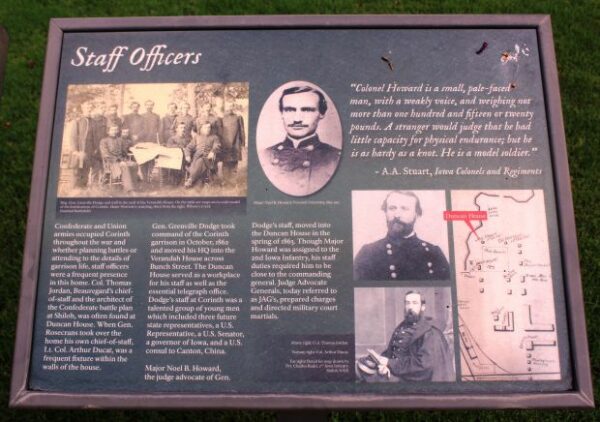 Staff Officers
"Colonel Howard is a small, pale-faced
man, with a weakly voice, and weighing not
more than one hundred and fifteen or twenty
pounds. A stranger would judge that he had
little capacity for physical endurance; but he
is as hardy as a knot. He is a model soldier."
- A.A. Stuart, Iowa Colonels and Regiments
Confederate and Union
armies occupied Corinth
throughout the war and
whether planning battles or
attending to the details of
garrison life, staff officers
were a frequent presence
in this home. Col. Thomas
Jordan, Beauregard's chief-
of-staff and the architect of
the Confederate battle plan
at Shiloh, was often found at
Duncan House. When Gen.
Rosecrans took over the
home his own chief-of-staff,
Lt. Col. Arthur Ducat, was a
frequent fixture within the
walls of the house.
Gen. Grenville Dodge took
command of the Corinth
garrison in October, 1862
and moved his HQ into the
Verandah House across
Bunch Street. The Duncan
House served as a workplace
for his staff as well as the
essential telegraph office.
Dodge's staff at Corinth was a
talented group of young men
which included three future
state representatives, a U.S.
Representative, a U.S. Senator,
a governor of Iowa, and a U.S.
consul to Canton, China.
Major Noel B. Howard,
the judge advocate of Gen.
Dodge's staff, moved into
the Duncan House in the
spring of 1863. Though Major
Howard was assigned to the
2nd Iowa Infantry, his staff
duties required him to be
close to the commanding
general. Judge Advocate
Generals, today referred to
as JAG's, prepared charges
and directed military court
martials.
Above right: Col. Thomas Jordan
right: Col. Arthur Ducat
Duncan House